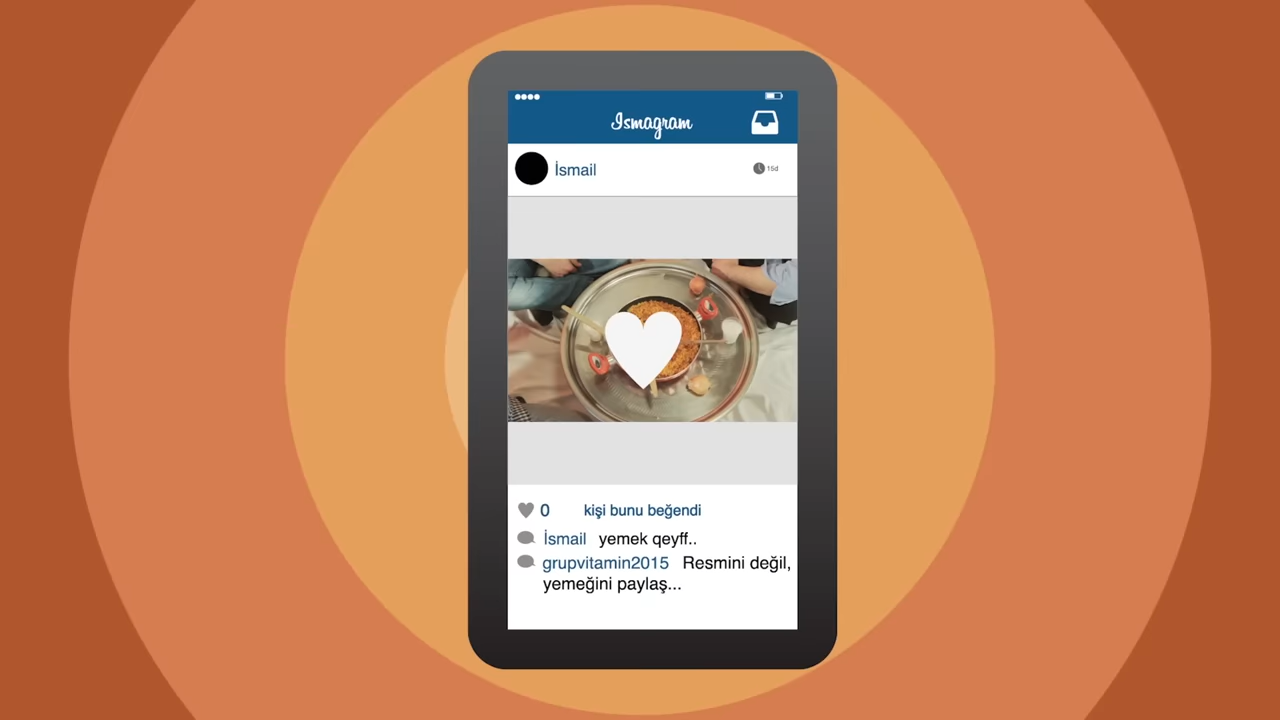 Ismagram
İsmail
15d
0 kişi bunu beğendi
İsmail yemek qeyff..
grupvitamin2015 Resmini değil,
yemeğini paylaş...